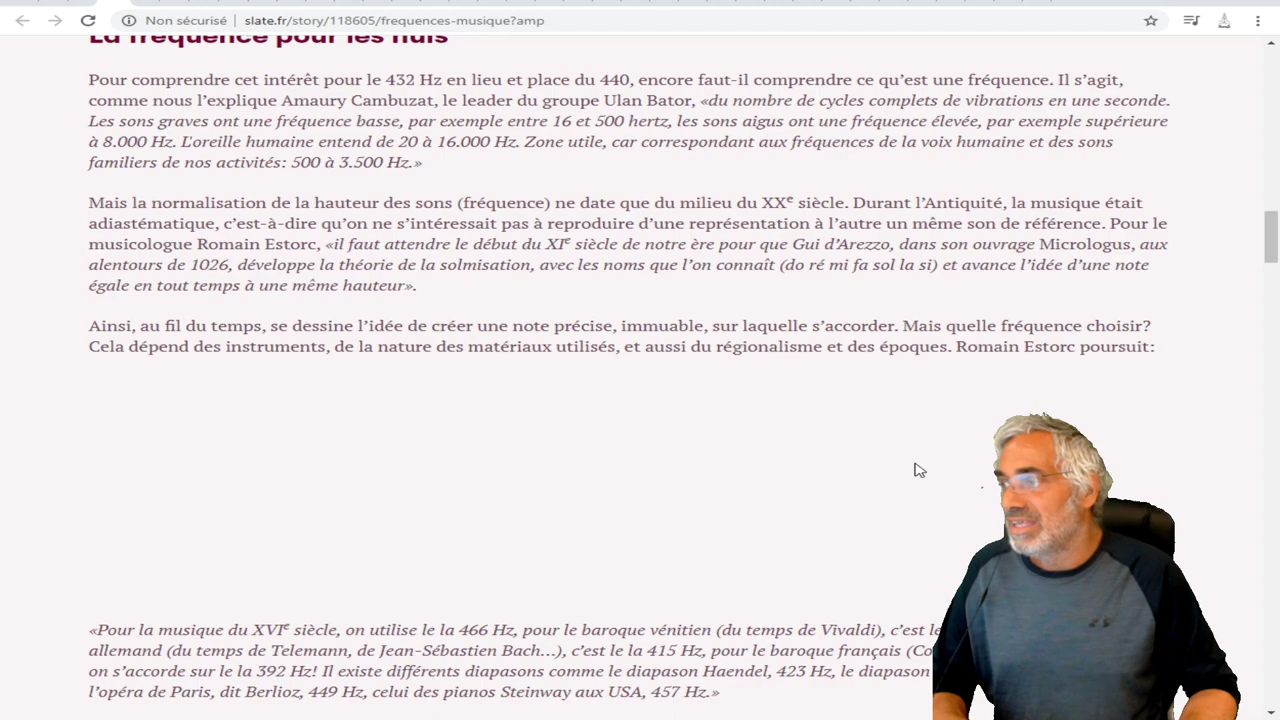 Non sécurisé | slate.fr/story/118605/frequences-musique?amp
La fréquence pour les nuls
Pour comprendre cet intérêt pour le 432 Hz en lieu et place du 440, encore faut-il comprendre ce qu’est une fréquence. Il s’agit,
comme nous l’explique Amaury Cambuzat, le leader du groupe Ulan Bator, «du nombre de cycles complets de vibrations en une seconde.
Les sons graves ont une fréquence basse, par exemple entre 16 et 500 hertz, les sons aigus ont une fréquence élevée, par exemple supérieure
à 8.000 Hz. L'oreille humaine entend de 20 à 16.000 Hz. Zone utile, car correspondant aux fréquences de la voix humaine et des sons
familiers de nos activités: 500 à 3.500 Hz.»
Mais la normalisation de la hauteur des sons (fréquence) ne date que du milieu du XXe siècle. Durant l’Antiquité, la musique était
adiastématique, c’est-à-dire qu’on ne s’intéressait pas à reproduire d’une représentation à l’autre un même son de référence. Pour le
musicologue Romain Estorc, «il faut attendre le début du XIe siècle de notre ère pour que Gui d’Arezzo, dans son ouvrage Micrologus, aux
alentours de 1026, développe la théorie de la solmisation, avec les noms que l’on connaît (do ré mi fa sol la si) et avance l’idée d’une note
égale en tout temps à une même hauteur».
Ainsi, au fil du temps, se dessine l’idée de créer une note précise, immuable, sur laquelle s’accorder. Mais quelle fréquence choisir?
Cela dépend des instruments, de la nature des matériaux utilisés, et aussi du régionalisme et des époques. Romain Estorc poursuit:
«Pour la musique du XVIe siècle, on utilise le la 466 Hz, pour le baroque vénitien (du temps de Vivaldi), c’est le
allemand (du temps de Telemann, de Jean-Sébastien Bach…), c’est le la 415 Hz, pour le baroque français (Co
on s’accorde sur le la 392 Hz! Il existe différents diapasons comme le diapason Haendel, 423 Hz, le diapason
l’opéra de Paris, dit Berlioz, 449 Hz, celui des pianos Steinway aux USA, 457 Hz.»